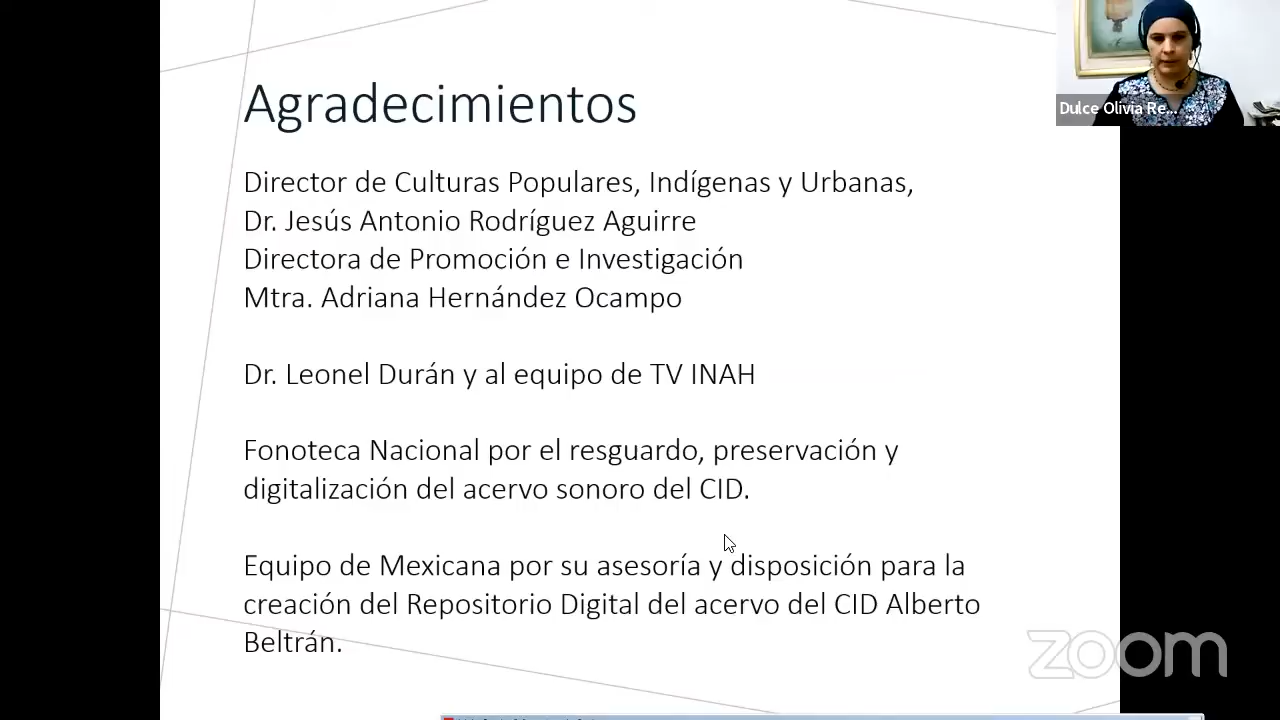 Agradecimientos
Dulce Olivia Re...
Director de Culturas Populares, Indígenas y Urbanas,
Dr. Jesús Antonio Rodríguez Aguirre
Directora de Promoción e Investigación
Mtra. Adriana Hernández Ocampo
Dr. Leonel Durán y al equipo de TV INAH
Fonoteca Nacional por el resguardo, preservación y
digitalización del acervo sonoro del CID.
Equipo de Mexicana por su asesoría y disposición para la
creación del Repositorio Digital del acervo del CID Alberto
Beltrán.
zoom